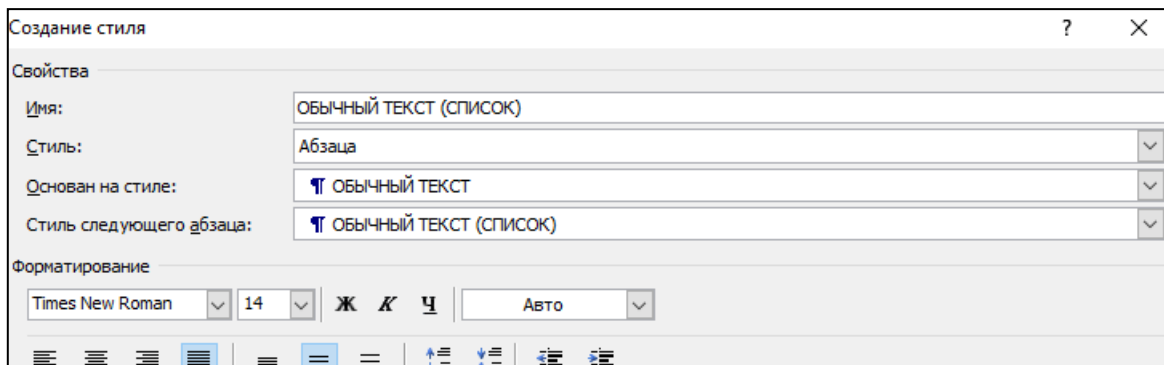 Создание стиля ?
Свойства
Имя: ОБЫЧНЫЙ ТЕКСТ (СПИСОК)
Стиль: Абзаца
Основан на стиле: ¶ ОБЫЧНЫЙ ТЕКСТ
Стиль следующего абзаца: ¶ ОБЫЧНЫЙ ТЕКСТ (СПИСОК)
Форматирование
Times New Roman 14 Ж К Ч Авто